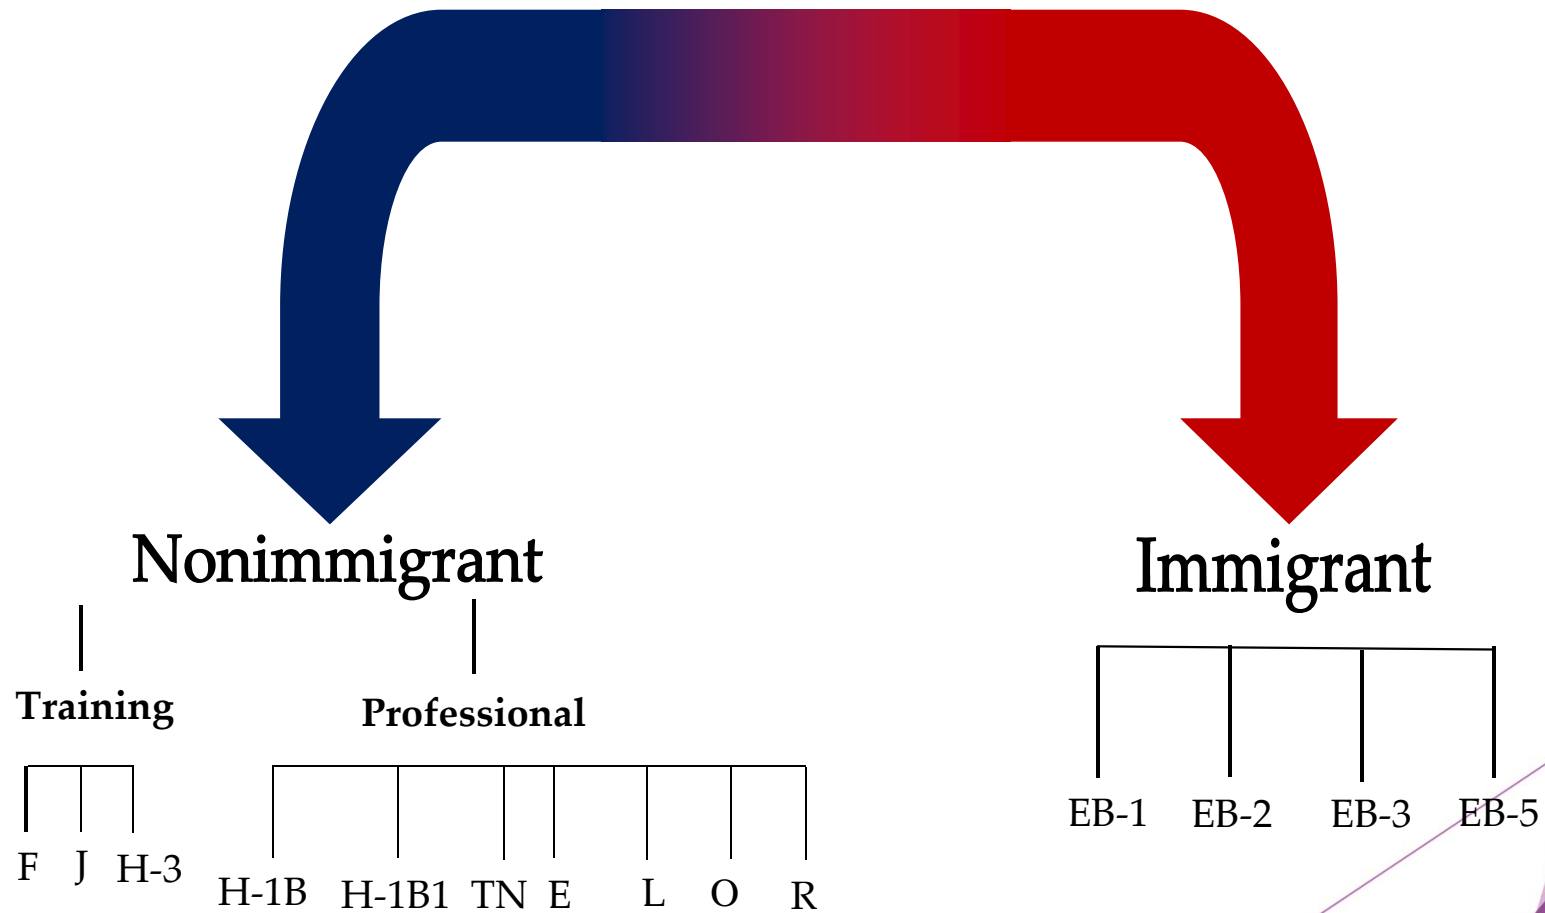 Nonimmigrant
Immigrant
Training
Professional
F J H-3
H-1B H-1B1 TN E L O R
EB-1 EB-2 EB-3 EB-5